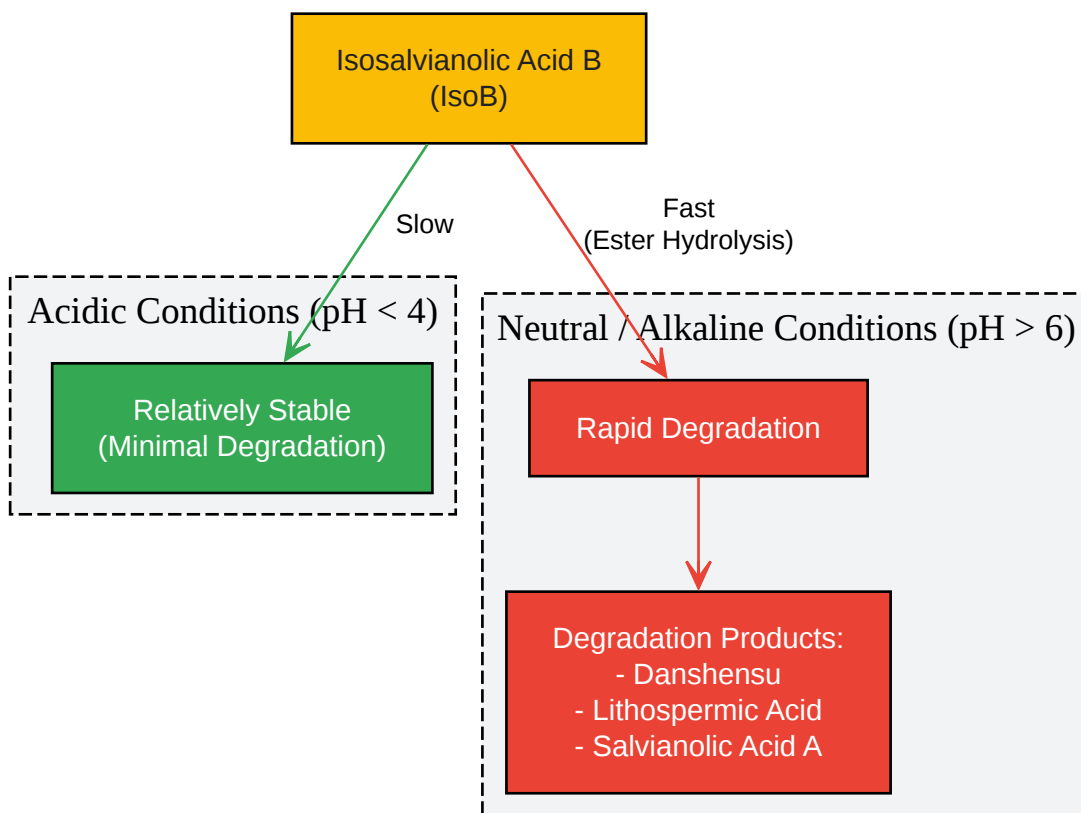 Isosalvianolic Acid B
(IsoB)
Slow
Fast
(Ester Hydrolysis)
Acidic Conditions (pH < 4)
Neutral / Alkaline Conditions (pH > 6)
Relatively Stable
(Minimal Degradation)
Rapid Degradation
Degradation Products:
- Danshensu
- Lithospermic Acid
- Salvianolic Acid A